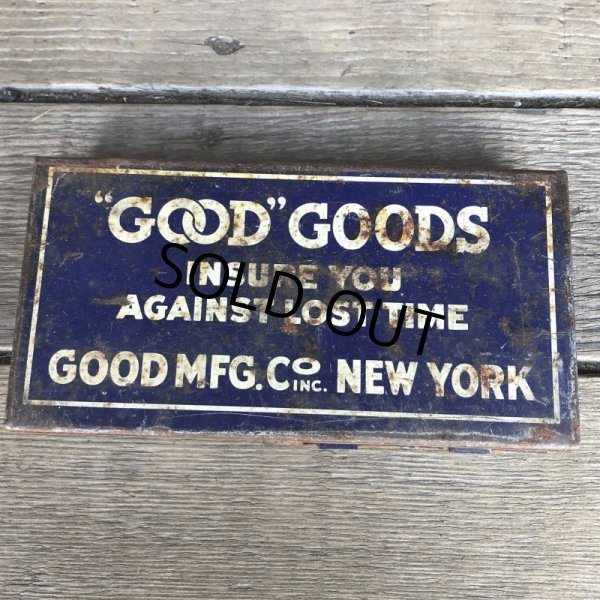 "GOOD" GOODS
INSURE YOU
AGAINST LOST TIME
GOOD MFG. CO INC. NEW YORK
SOLD OUT